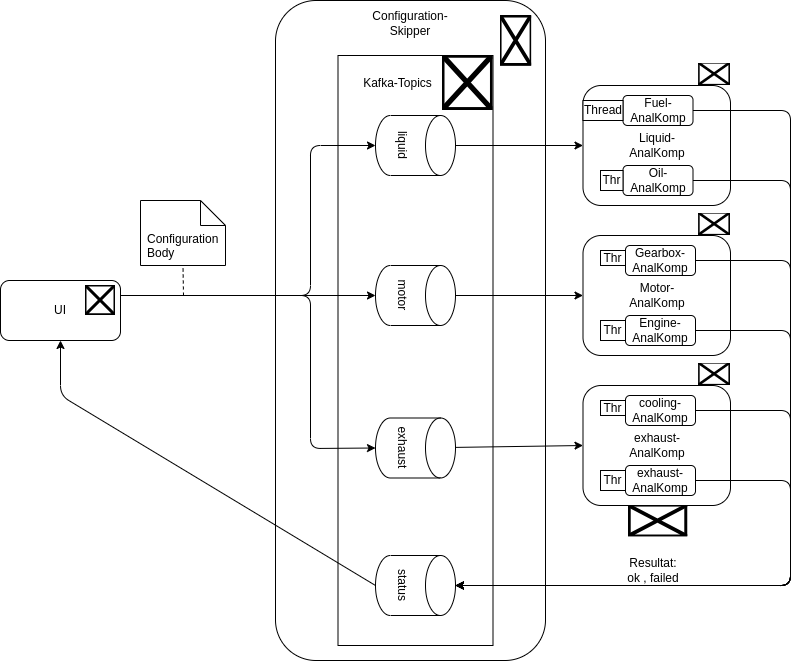 Configuration-
Skipper
Kafka-Topics
liquid
Thread
Fuel-
AnalKomp
Liquid-
AnalKomp
Thr
Oil-
AnalKomp
Configuration
Body
UI
motor
Thr
Gearbox-
AnalKomp
Motor-
AnalKomp
Thr
Engine-
AnalKomp
exhaust
Thr
cooling-
AnalKomp
exhaust-
AnalKomp
Thr
exhaust-
AnalKomp
status
Resultat:
ok , failed